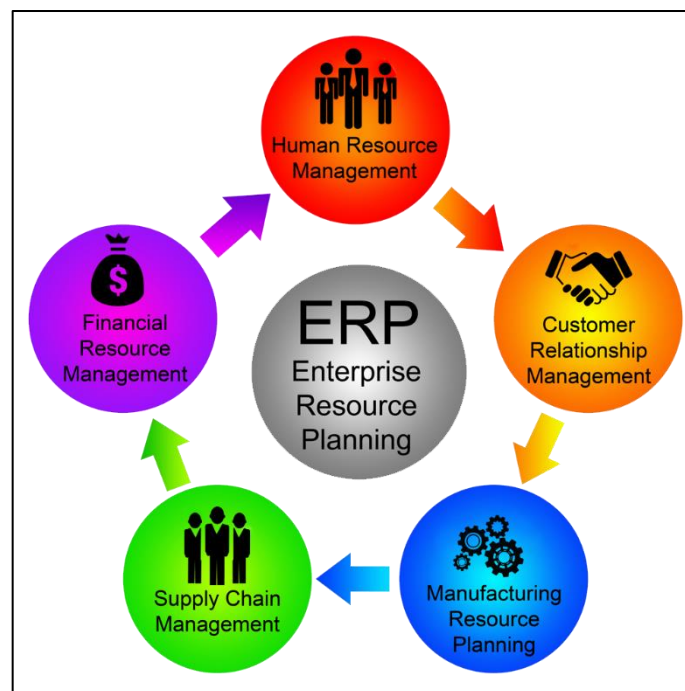 Human Resource
Management
Customer
Relationship
Management
Manufacturing
Resource
Planning
Supply Chain
Management
$
Financial
Resource
Management
ERP
Enterprise
Resource
Planning